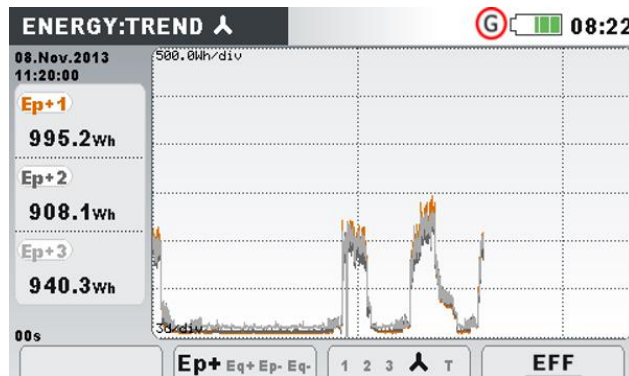 ENERGY:TREND
G
08:22
08.Nov.2013
11:20:00
500.0Wh/div
Ep+1
995.2Wh
Ep+2
908.1Wh
Ep+3
940.3Wh
3d/div
00s
Ep+ Eq+ Ep- Eq-
1 2 3 T
EFF